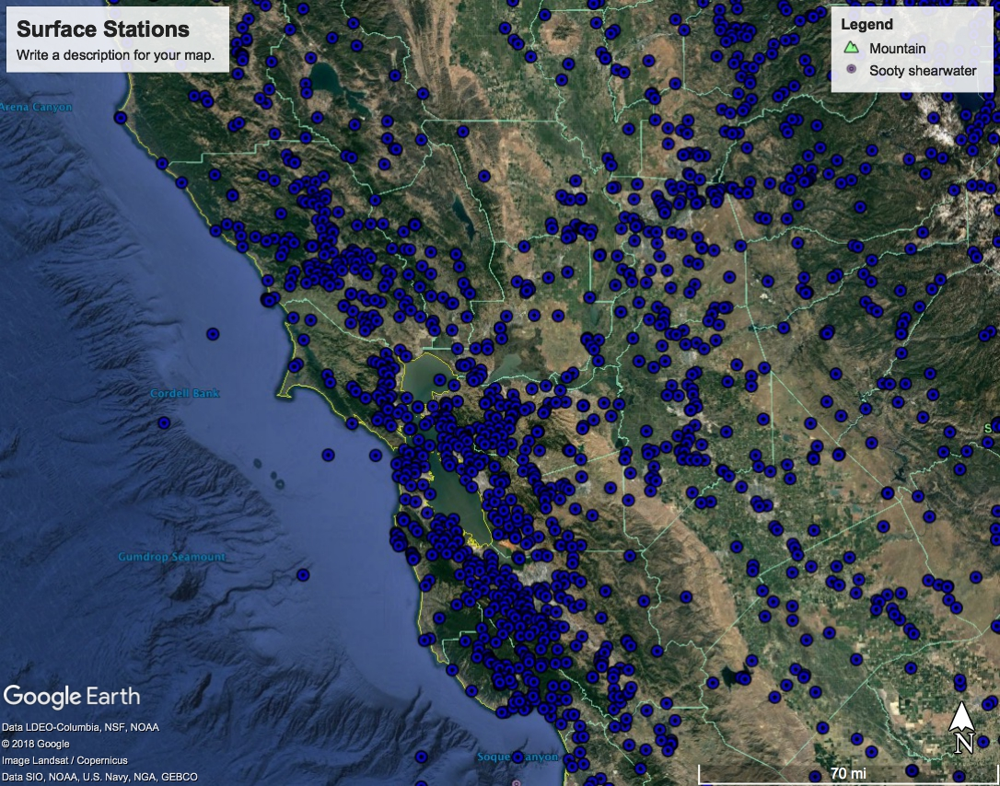 Surface Stations
Write a description for your map.
Legend
Mountain
Sooty shearwater
Arena Canyon
Cordell Bank
Gumdrop Seamount
Soque Canyon
Google Earth
Data LDEO-Columbia, NSF, NOAA
© 2018 Google
Image Landsat / Copernicus
Data SIO, NOAA, U.S. Navy, NGA, GEBCO
N
70 mi